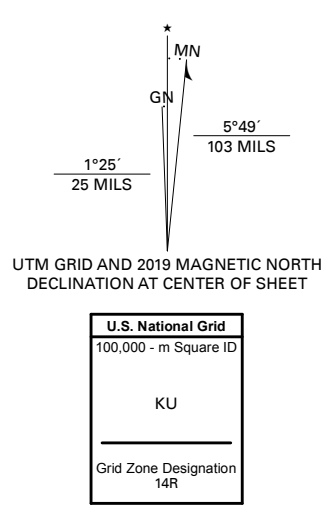 ★
MN
GN
5°49´
103 MILS
1°25´
25 MILS
UTM GRID AND 2019 MAGNETIC NORTH
DECLINATION AT CENTER OF SHEET
U.S. National Grid
100,000 - m Square ID
KU
Grid Zone Designation
14R